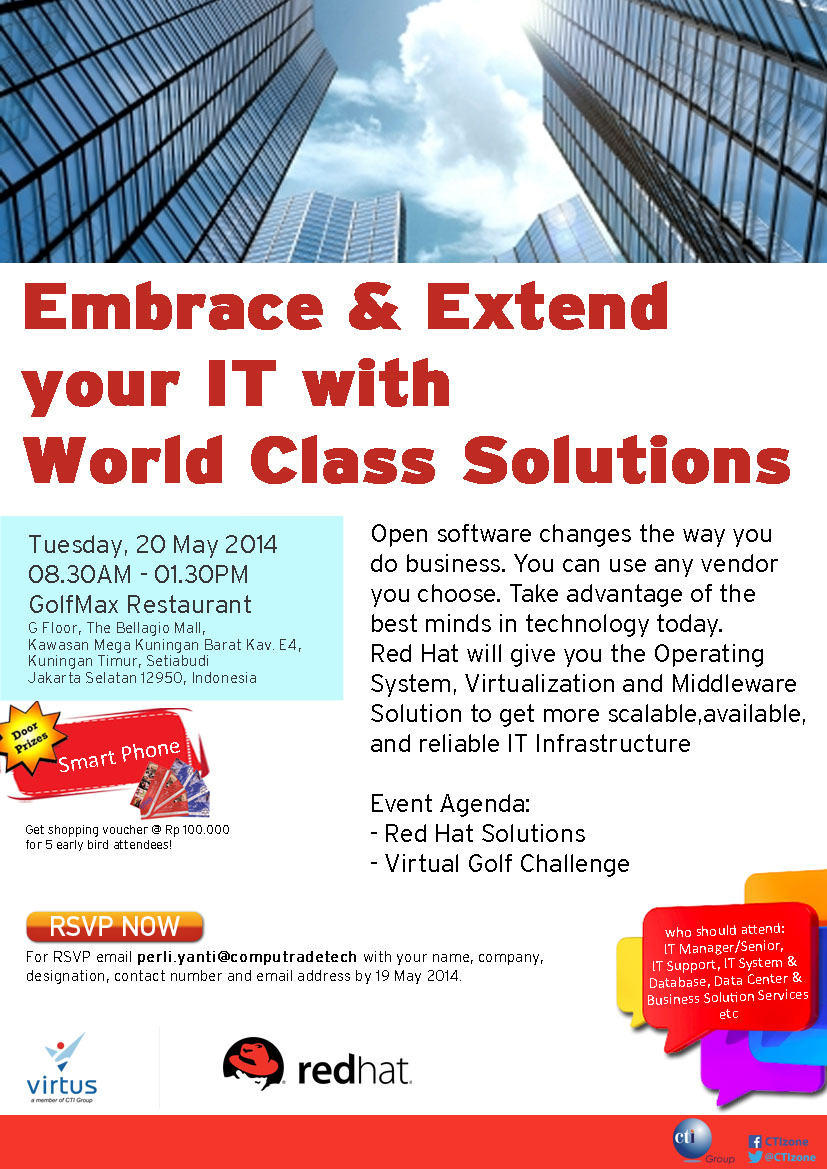 Embrace & Extend
your IT with
World Class Solutions
Tuesday, 20 May 2014
08.30AM - 01.30PM
GolfMax Restaurant
G Floor, The Bellagio Mall,
Kawasan Mega Kuningan Barat Kav. E4,
Kuningan Timur, Setiabudi
Jakarta Selatan 12950, Indonesia
Door
Prizes
Smart Phone
Get shopping voucher @ Rp 100.000
for 5 early bird attendees!
Open software changes the way you
do business. You can use any vendor
you choose. Take advantage of the
best minds in technology today.
Red Hat will give you the Operating
System, Virtualization and Middleware
Solution to get more scalable,available,
and reliable IT Infrastructure
Event Agenda:
- Red Hat Solutions
- Virtual Golf Challenge
RSVP NOW
For RSVP email perli.yanti@computradetech with your name, company,
designation, contact number and email address by 19 May 2014.
who should attend:
IT Manager/Senior,
IT Support, IT System &
Database, Data Center &
Business Solution Services
etc
virtus
a member of CTI Group
redhat.
cti
Group
CTIzone
@CTIzone